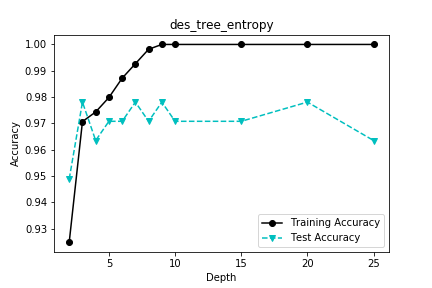 des_tree_entropy
1.00
0.99
0.98
0.97
0.96
0.95
0.94
0.93
Accuracy
5
10
15
20
25
Depth
Training Accuracy
Test Accuracy